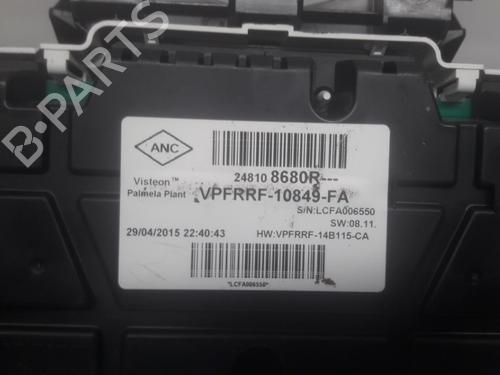 B-PARTS
ANC
Visteon™
Palmela Plant
24810 8680R---
VPFRRF-10849-FA
S/N:LCFA006550
SW:08.11.
29/04/2015 22:40:43
HW:VPFRRF-14B115-CA
*LCFA006550*